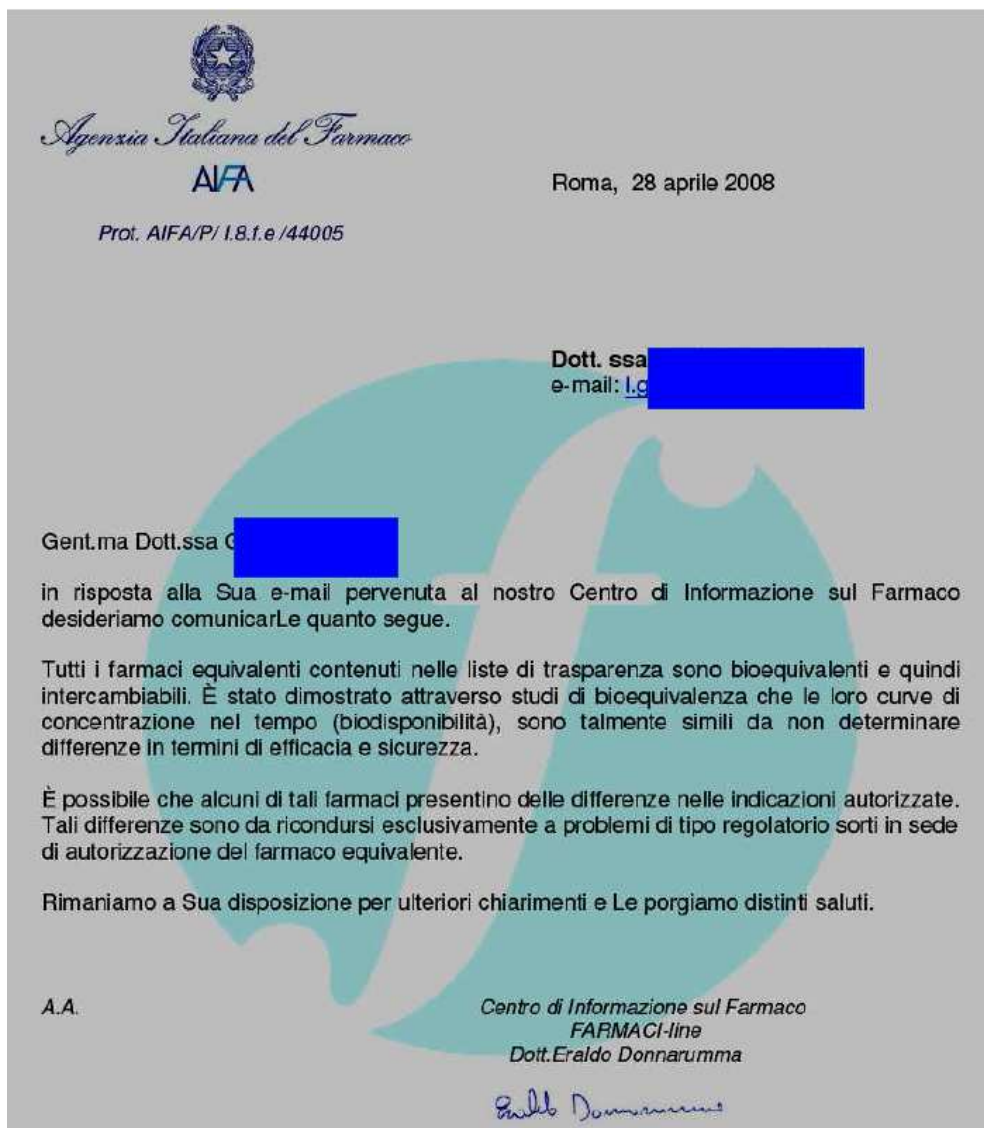 Agenzia Italiana del Farmaco
AIFA
Roma, 28 aprile 2008
Prot. AIFA/P/ I.8.f.e /44005
Dott. ssa
e-mail: l.g
Gent.ma Dott.ssa G
in risposta alla Sua e-mail pervenuta al nostro Centro di Informazione sul Farmaco
desideriamo comunicarLe quanto segue.
Tutti i farmaci equivalenti contenuti nelle liste di trasparenza sono bioequivalenti e quindi
intercambiabili. È stato dimostrato attraverso studi di bioequivalenza che le loro curve di
concentrazione nel tempo (biodisponibilità), sono talmente simili da non determinare
differenze in termini di efficacia e sicurezza.
È possibile che alcuni di tali farmaci presentino delle differenze nelle indicazioni autorizzate.
Tali differenze sono da ricondursi esclusivamente a problemi di tipo regolatorio sorti in sede
di autorizzazione del farmaco equivalente.
Rimaniamo a Sua disposizione per ulteriori chiarimenti e Le porgiamo distinti saluti.
A.A.
Centro di Informazione sul Farmaco
FARMACI-line
Dott.Eraldo Donnarumma
Eraldo Donnarumma